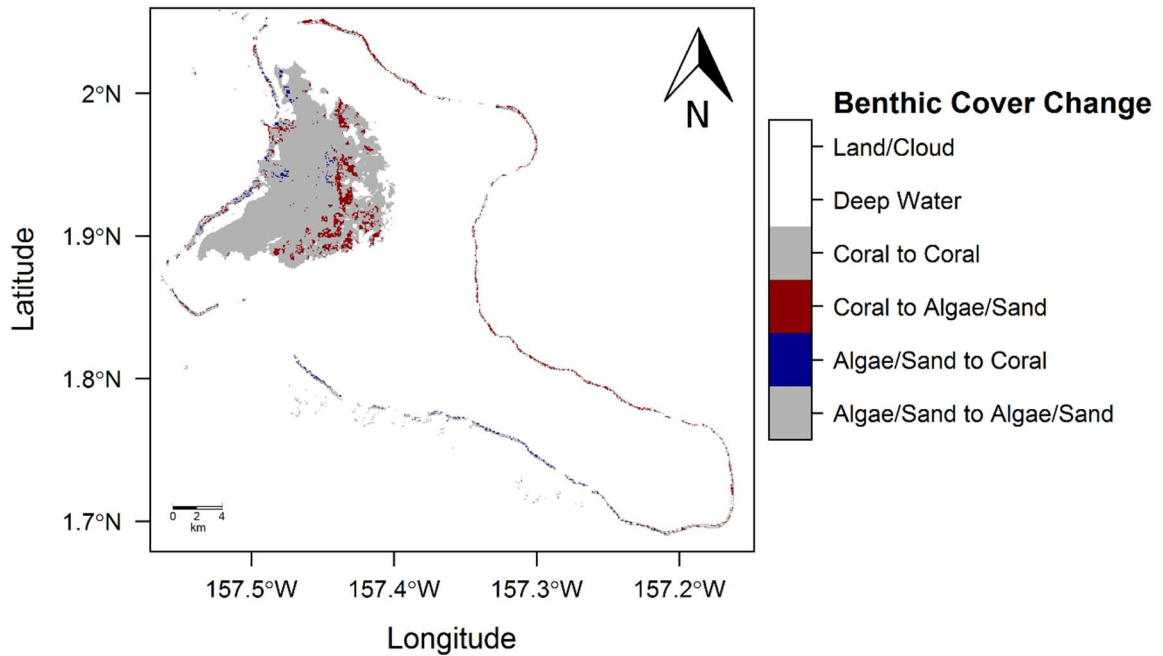 2°N
1.9°N
1.8°N
1.7°N
Latitude
157.5°W
157.4°W
157.3°W
157.2°W
Longitude
N
0 2 4
km
Benthic Cover Change
Land/Cloud
Deep Water
Coral to Coral
Coral to Algae/Sand
Algae/Sand to Coral
Algae/Sand to Algae/Sand